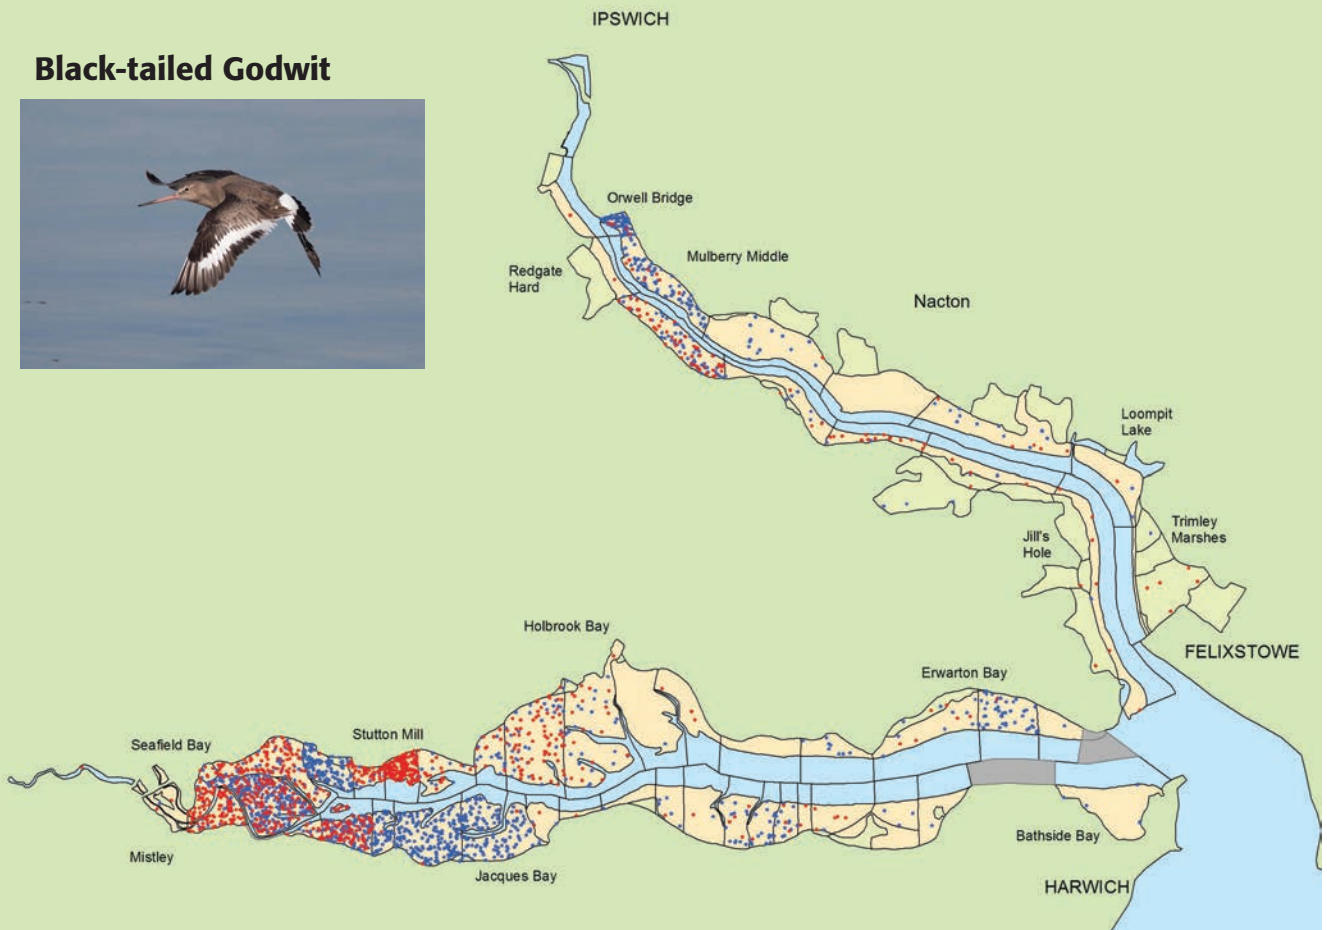 IPSWICH
Black-tailed Godwit
Orwell Bridge
Mulberry Middle
Redgate
Hard
Nacton
Loompit
Lake
Trimley
Marshes
Jill's
Hole
Holbrook Bay
FELIXSTOWE
Erwarton Bay
Stutton Mill
Seafield Bay
Bathside Bay
Mistley
Jacques Bay
HARWICH